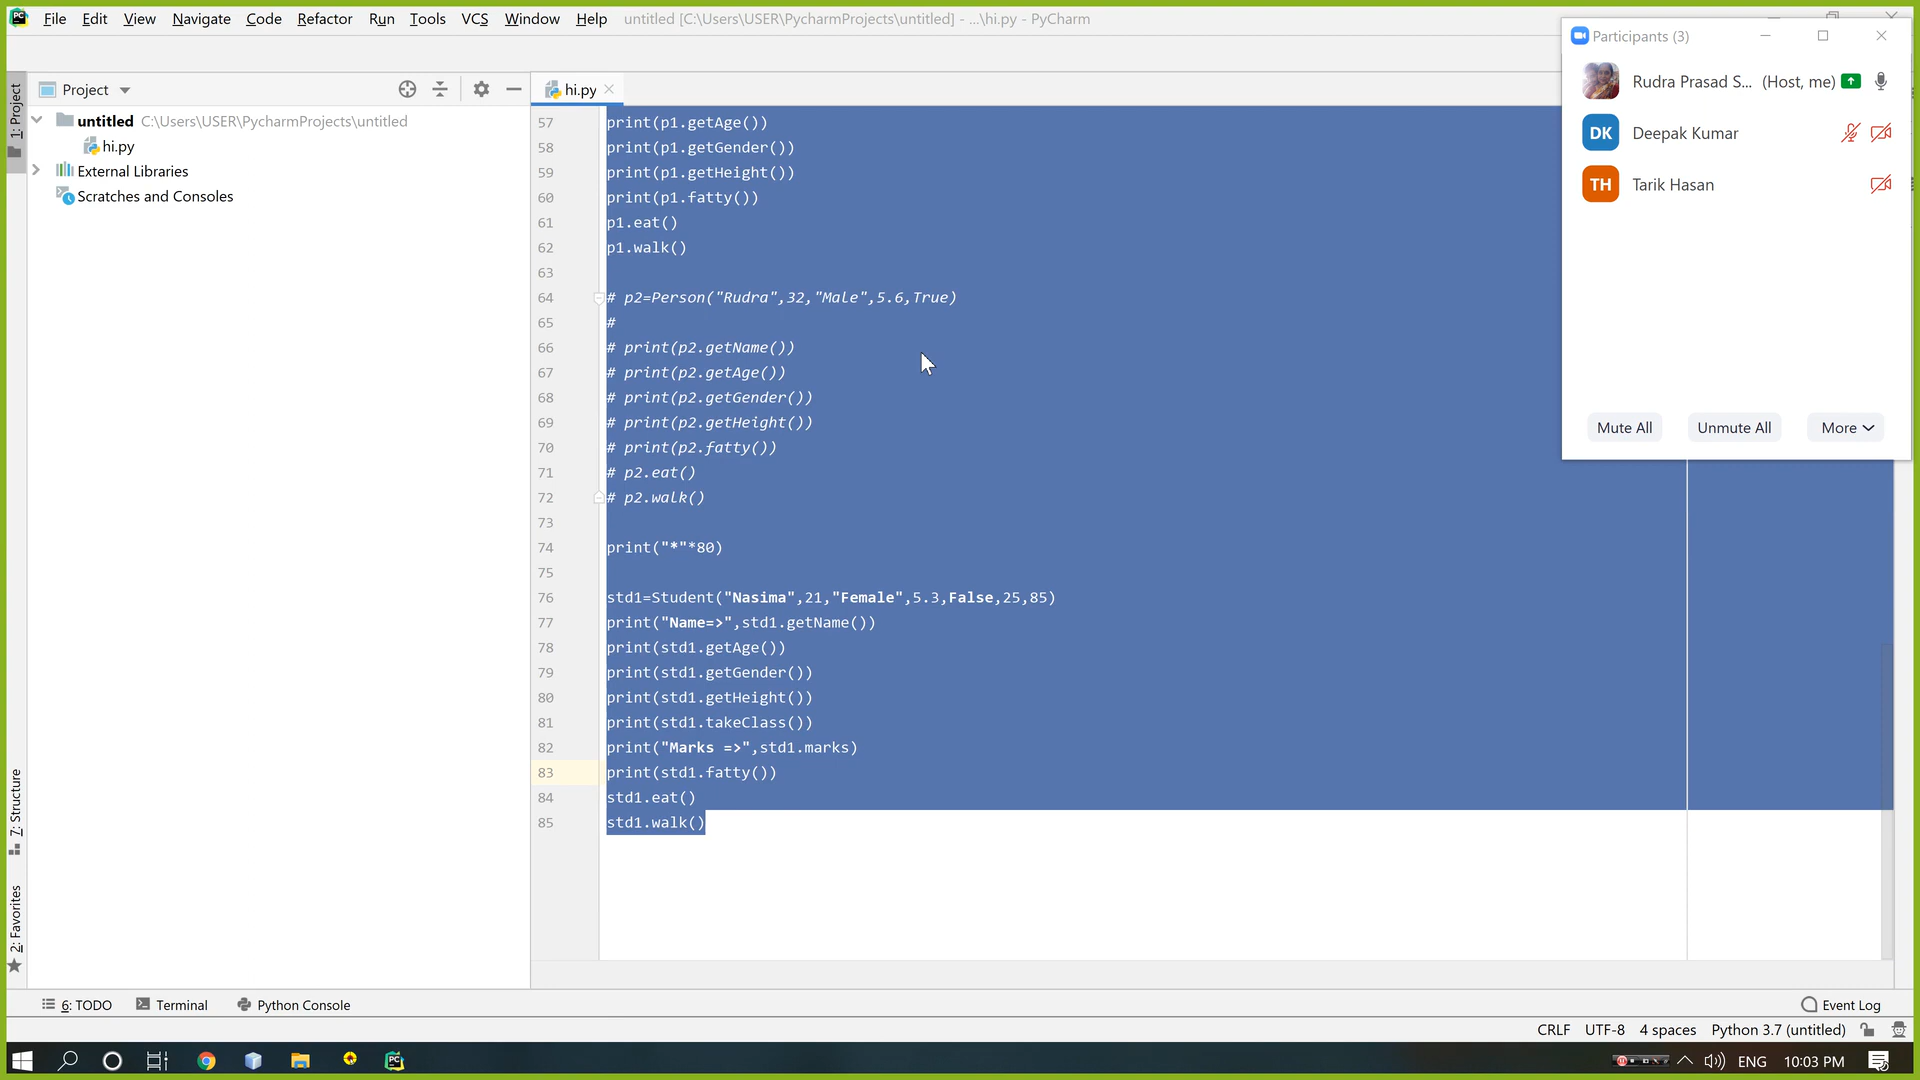 File Edit View Navigate Code Refactor Run Tools VCS Window Help untitled [C:\Users\USER\PycharmProjects\untitled] - ...\hi.py - PyCharm
Project
hi.py
1: Project
untitled C:\Users\USER\PycharmProjects\untitled
hi.py
External Libraries
Scratches and Consoles
57 print(p1.getAge())
58 print(p1.getGender())
59 print(p1.getHeight())
60 print(p1.fatty())
61 p1.eat()
62 p1.walk()
63
64 # p2=Person("Rudra",32,"Male",5.6,True)
65 #
66 # print(p2.getName())
67 # print(p2.getAge())
68 # print(p2.getGender())
69 # print(p2.getHeight())
70 # print(p2.fatty())
71 # p2.eat()
72 # p2.walk()
73
74 print("*"*80)
75
76 std1=Student("Nasima",21,"Female",5.3,False,25,85)
77 print("Name=>",std1.getName())
78 print(std1.getAge())
79 print(std1.getGender())
80 print(std1.getHeight())
81 print(std1.takeClass())
82 print("Marks =>",std1.marks)
83 print(std1.fatty())
84 std1.eat()
85 std1.walk()
Participants (3)
Rudra Prasad S... (Host, me)
DK Deepak Kumar
TH Tarik Hasan
Mute All Unmute All More
7: Structure
2: Favorites
6: TODO Terminal Python Console Event Log
CRLF UTF-8 4 spaces Python 3.7 (untitled)
PC ENG 10:03 PM